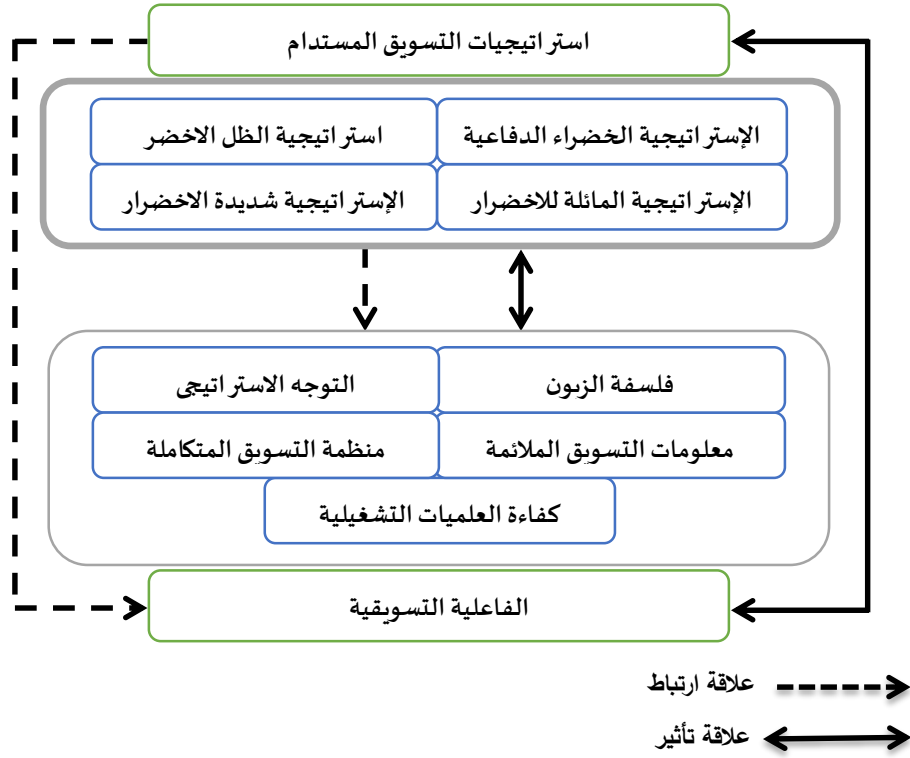 استراتيجيات التسويق المستدام
الإستراتيجية الخضراء الدفاعية
استراتيجية الظل الاخضر
الإستراتيجية المائلة للاخضرار
الإستراتيجية شديدة الاخضرار
فلسفة الزبون
التوجه الاستراتيجي
معلومات التسويق الملائمة
منظمة التسويق المتكاملة
كفاءة العلميات التشغيلية
الفاعلية التسويقية
علاقة ارتباط
علاقة تأثير